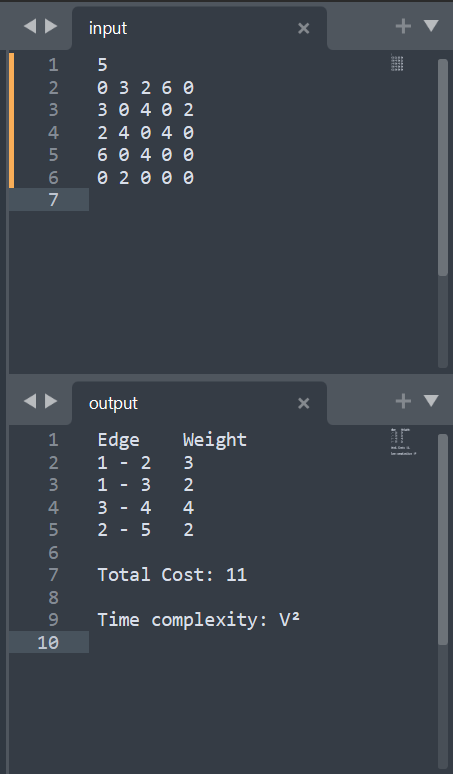 input
1 5
2 0 3 2 6 0
3 3 0 4 0 2
4 2 4 0 4 0
5 6 0 4 0 0
6 0 2 0 0 0
7
output
1 Edge    Weight
2 1 - 2   3
3 1 - 3   2
4 3 - 4   4
5 2 - 5   2
6
7 Total Cost: 11
8
9 Time complexity: V²
10